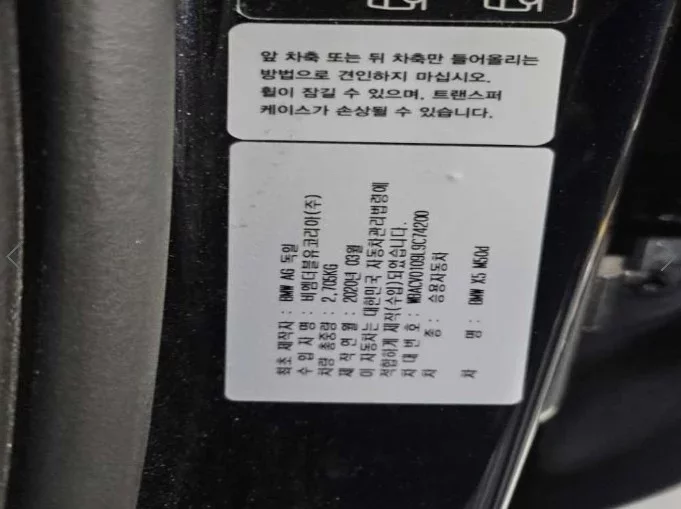 앞 차축 또는 뒤 차축만 들어올리는
방법으로 견인하지 마십시오.
휠이 잠길 수 있으며, 트랜스퍼
케이스가 손상될 수 있습니다.
최초 제작자 : BMW AG 독일
수 입 자 명 : 비엠더블유코리아(주)
차량 총중량 : 2,705KG
제 작 연 월 : 2020년 03월
이 자동차는 대한민국 자동차관리법령에
적합하게 제작(수입)되었습니다.
차 대 번 호 : WBACV0109L9C74200
차 종 : 승용자동차
차 명 : BMW X5 M50d